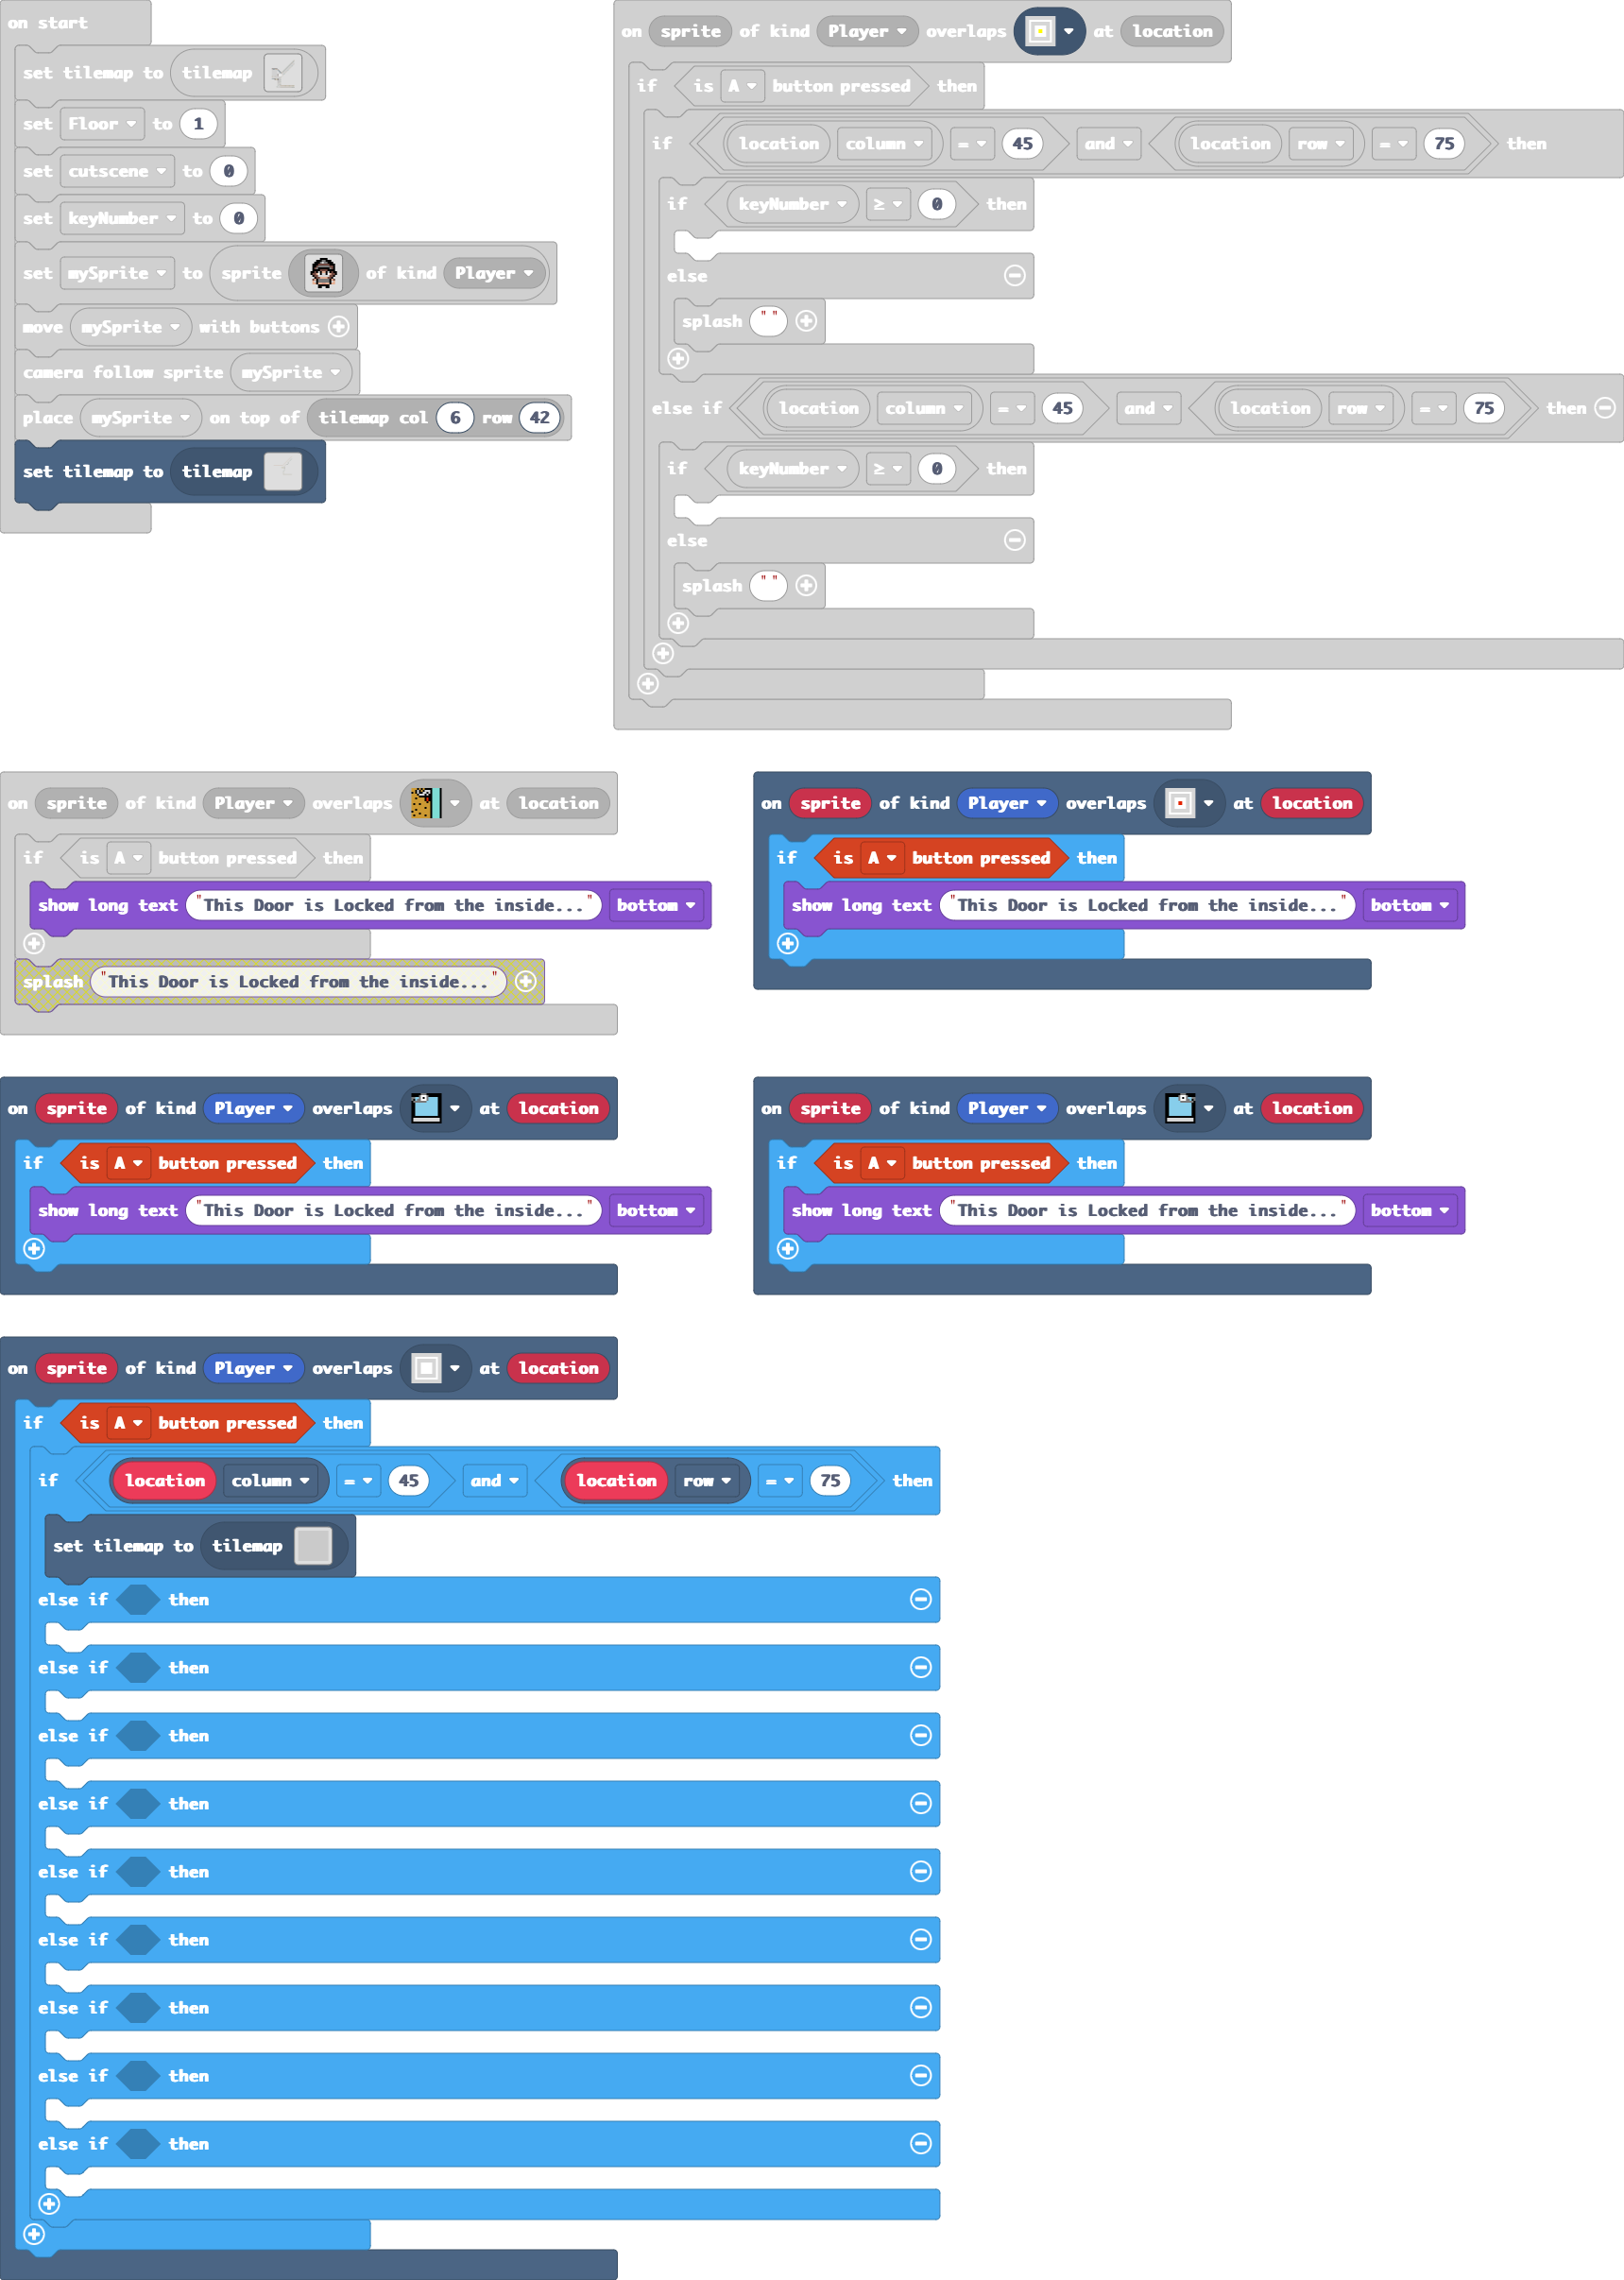 on start
set tilemap to tilemap
set Floor to 1
set cutscene to 0
set keyNumber to 0
set mySprite to sprite of kind Player
move mySprite with buttons
camera follow sprite mySprite
place mySprite on top of tilemap col 6 row 42
set tilemap to tilemap
on sprite of kind Player overlaps at location
if is A button pressed then
if location column = 45 and location row = 75 then
if keyNumber ≥ 0 then
else
splash " "
else if location column = 45 and location row = 75 then
if keyNumber ≥ 0 then
else
splash " "
on sprite of kind Player overlaps at location
if is A button pressed then
show long text "This Door is Locked from the inside..." bottom
splash "This Door is Locked from the inside... "
on sprite of kind Player overlaps at location
if is A button pressed then
show long text "This Door is Locked from the inside..." bottom
on sprite of kind Player overlaps at location
if is A button pressed then
show long text "This Door is Locked from the inside..." bottom
on sprite of kind Player overlaps at location
if is A button pressed then
show long text "This Door is Locked from the inside..." bottom
on sprite of kind Player overlaps at location
if is A button pressed then
if location column = 45 and location row = 75 then
set tilemap to tilemap
else if then
else if then
else if then
else if then
else if then
else if then
else if then
else if then
else if then